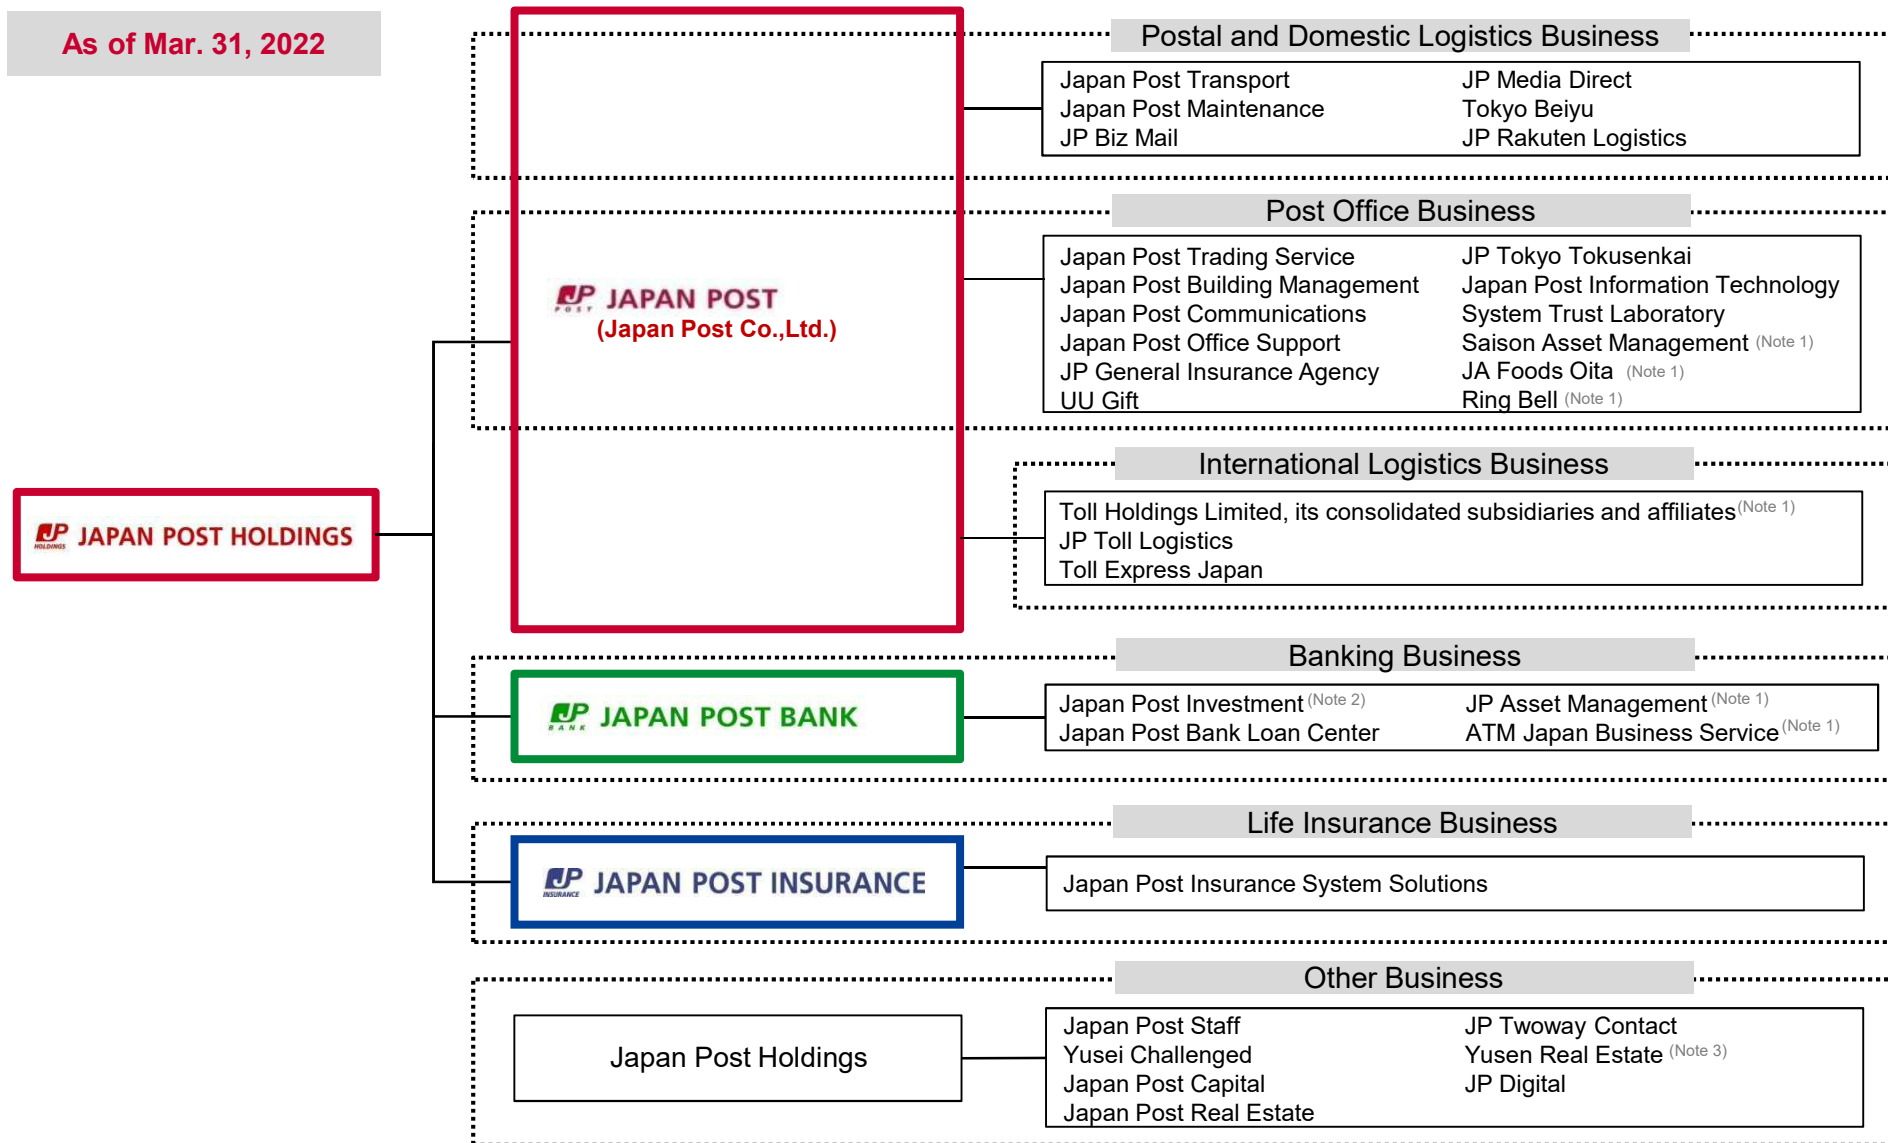 As of Mar. 31, 2022
Postal and Domestic Logistics Business
Japan Post Transport
Japan Post Maintenance
JP Biz Mail
JP Media Direct
Tokyo Beiyu
JP Rakuten Logistics
Post Office Business
JP POST JAPAN POST
(Japan Post Co.,Ltd.)
Japan Post Trading Service
Japan Post Building Management
Japan Post Communications
Japan Post Office Support
JP General Insurance Agency
UU Gift
JP Tokyo Tokusenkai
Japan Post Information Technology
System Trust Laboratory
Saison Asset Management (Note 1)
JA Foods Oita (Note 1)
Ring Bell (Note 1)
International Logistics Business
Toll Holdings Limited, its consolidated subsidiaries and affiliates (Note 1)
JP Toll Logistics
Toll Express Japan
JP HOLDINGS JAPAN POST HOLDINGS
Banking Business
JP BANK JAPAN POST BANK
Japan Post Investment (Note 2)
Japan Post Bank Loan Center
JP Asset Management (Note 1)
ATM Japan Business Service (Note 1)
Life Insurance Business
JP INSURANCE JAPAN POST INSURANCE
Japan Post Insurance System Solutions
Other Business
Japan Post Holdings
Japan Post Staff
Yusei Challenged
Japan Post Capital
Japan Post Real Estate
JP Twoway Contact
Yusen Real Estate (Note 3)
JP Digital